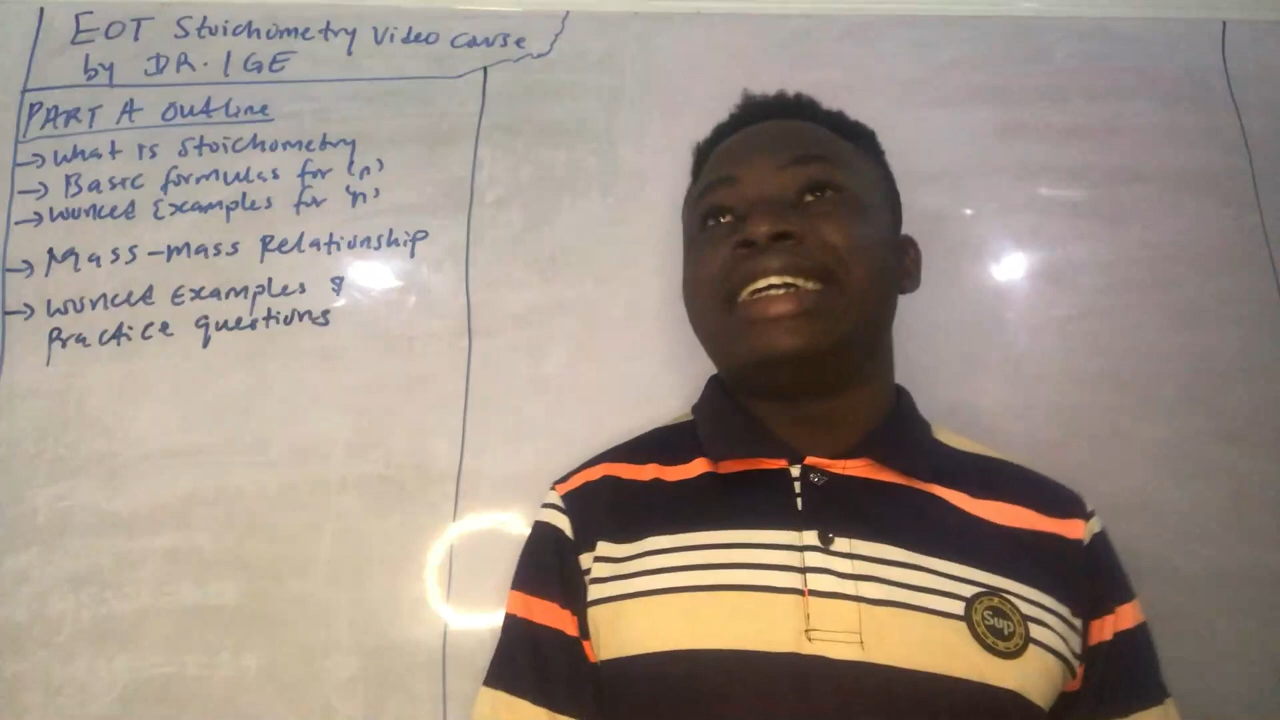 EOT Stoichometry Video Course
by DR. IGE
PART A Outline
→ What is Stoichometry
→ Basic formulas for 'n'
→ Worked Examples for 'n'
→ Mass-mass Relationship
→ Worked Examples &
Practice questions
Sup